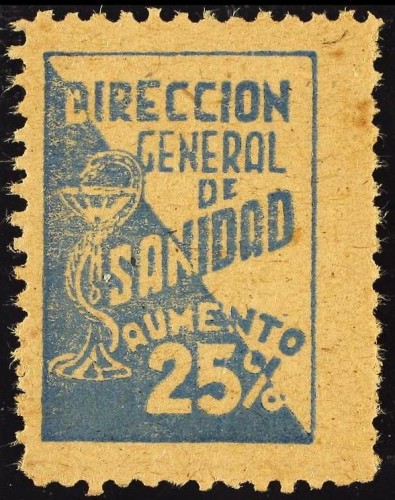 DIRECCION
GENERAL
DE
SANIDAD
AUMENTO
25%